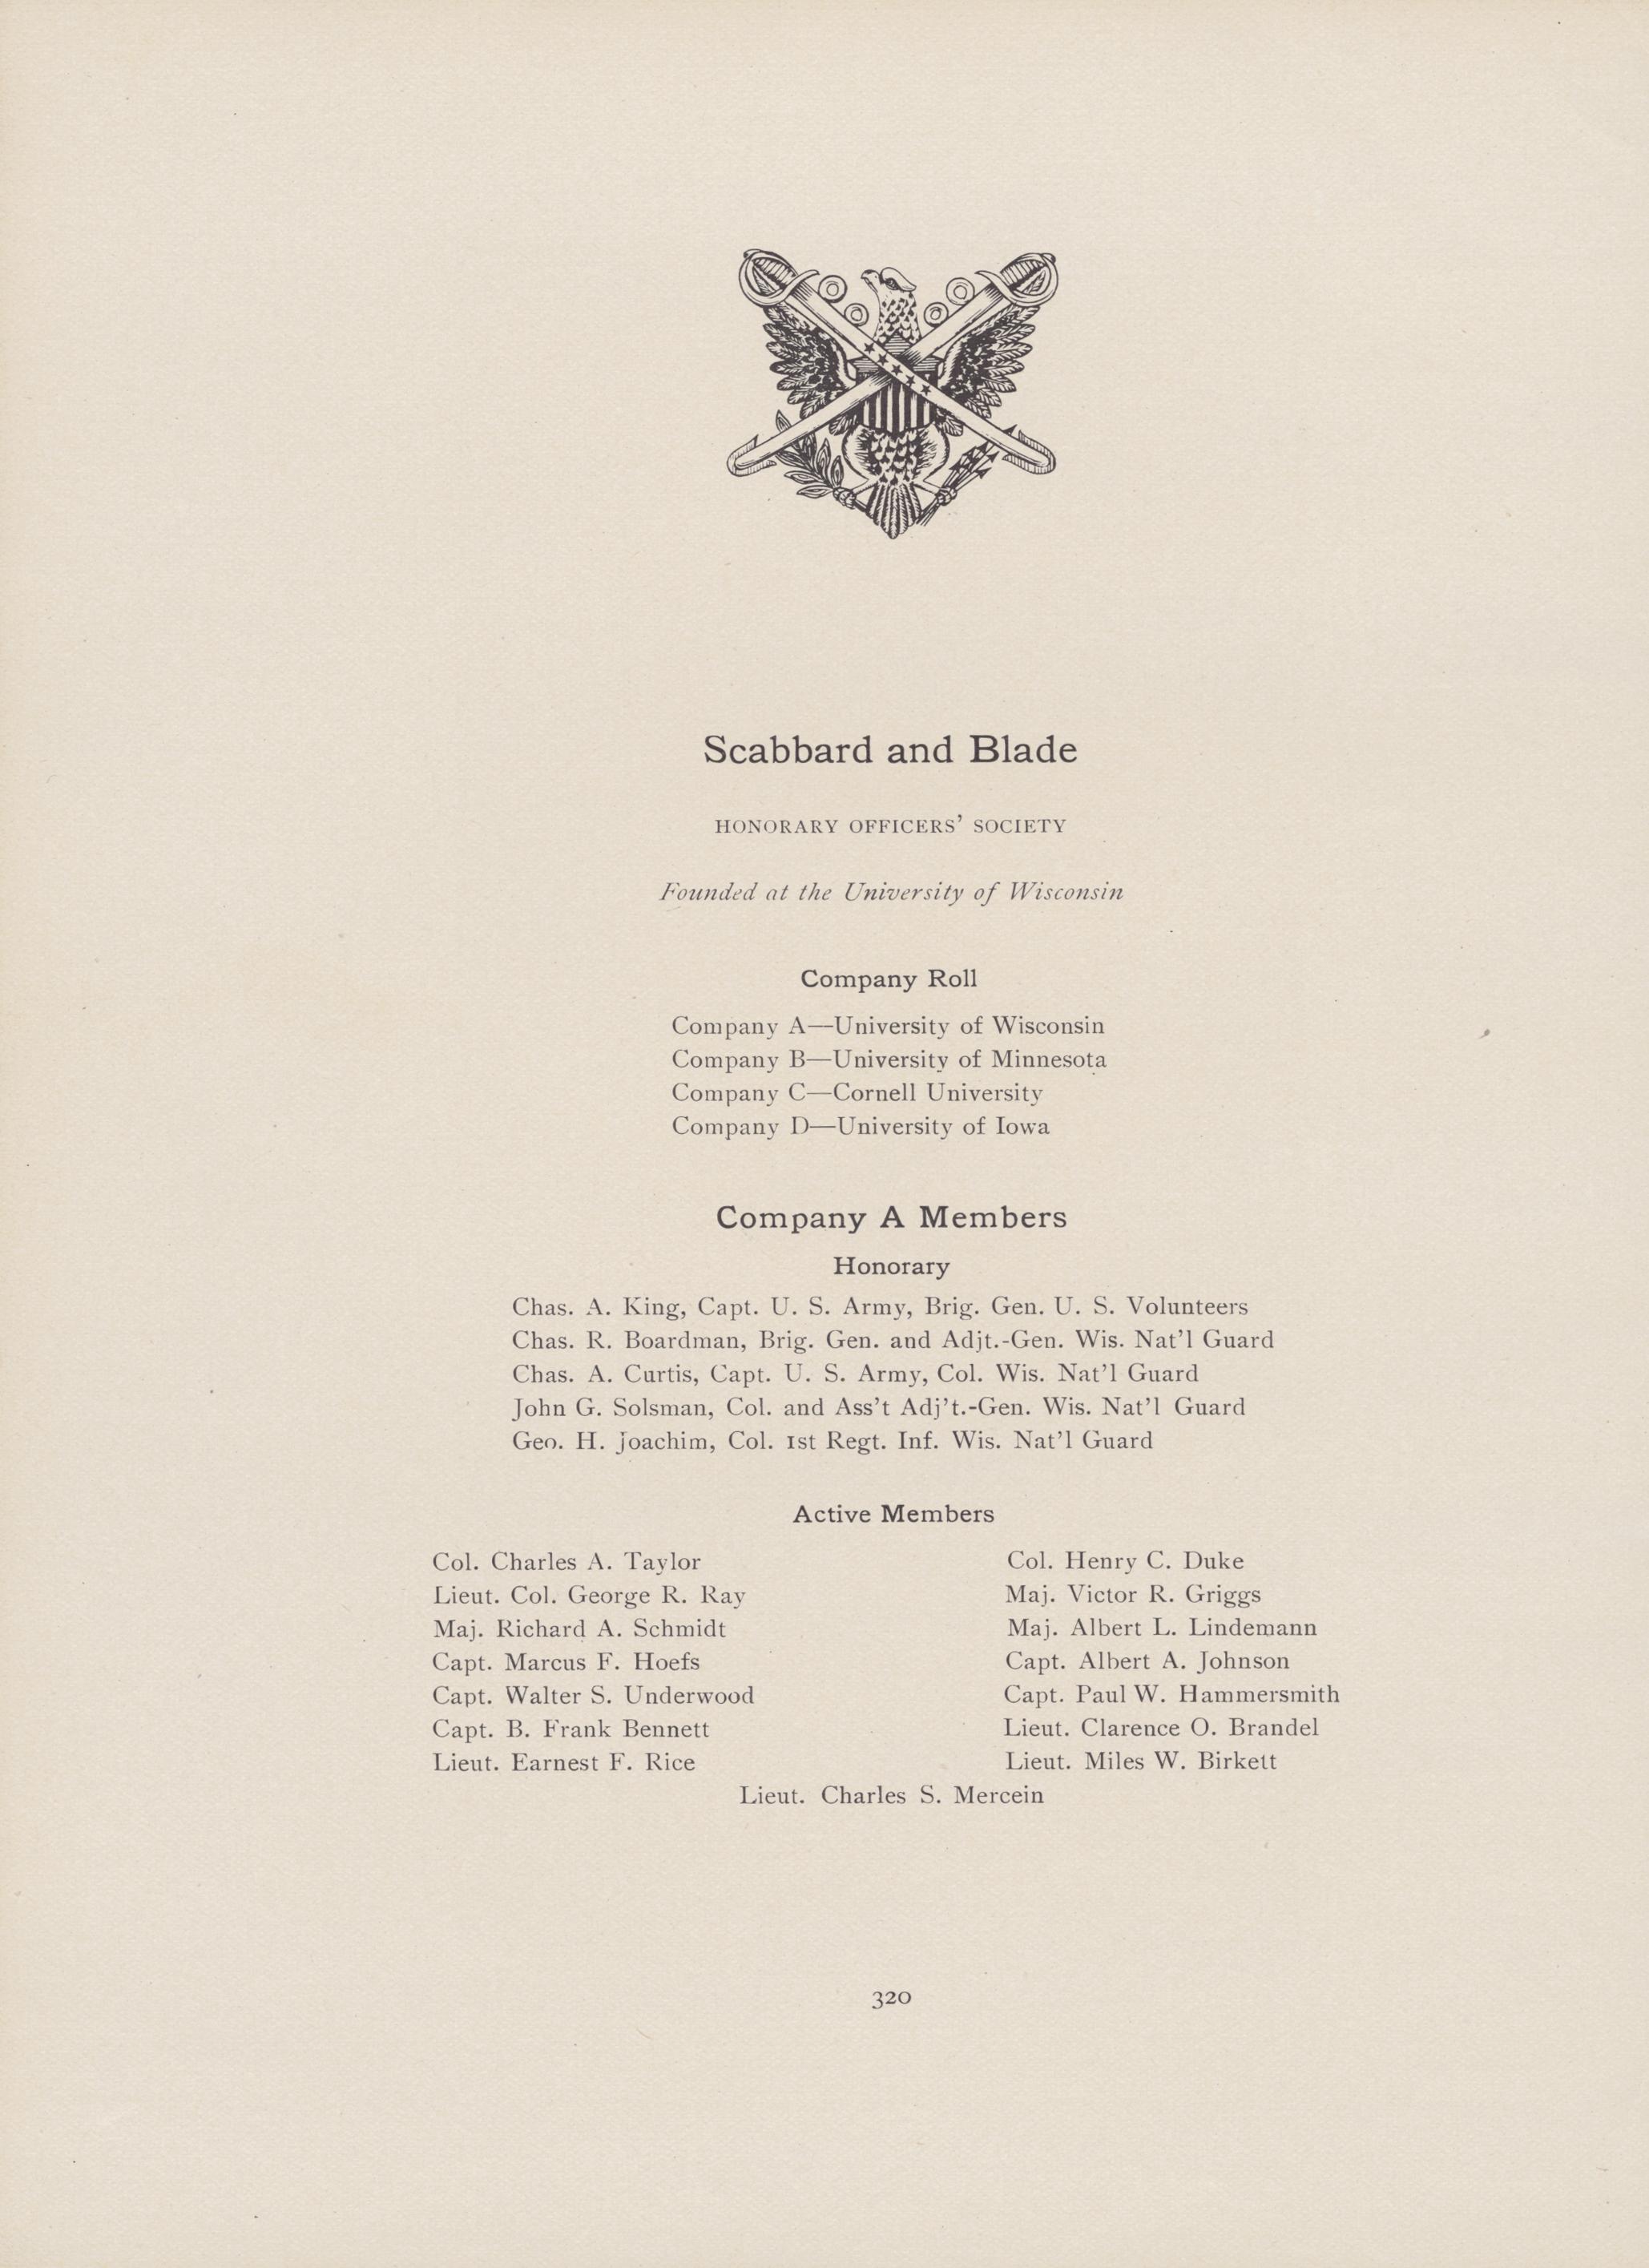 Scabbard and Blade
HONORARY OFFICERS' SOCIETY
Founded at the University of Wisconsin
Company Roll
Company A—University of Wisconsin
Company B—University of Minnesota
Company C—Cornell University
Company D—University of Iowa
Company A Members
Honorary
Chas. A. King, Capt. U. S. Army, Brig. Gen. U. S. Volunteers
Chas. R. Boardman, Brig. Gen. and Adjt.-Gen. Wis. Nat'l Guard
Chas. A. Curtis, Capt. U. S. Army, Col. Wis. Nat'l Guard
John G. Solsman, Col. and Ass't Adj't.-Gen. Wis. Nat'l Guard
Geo. H. Joachim, Col. 1st Regt. Inf. Wis. Nat'l Guard
Active Members
Col. Charles A. Taylor
Lieut. Col. George R. Ray
Maj. Richard A. Schmidt
Capt. Marcus F. Hoefs
Capt. Walter S. Underwood
Capt. B. Frank Bennett
Lieut. Earnest F. Rice
Col. Henry C. Duke
Maj. Victor R. Griggs
Maj. Albert L. Lindemann
Capt. Albert A. Johnson
Capt. Paul W. Hammersmith
Lieut. Clarence O. Brandel
Lieut. Miles W. Birkett
Lieut. Charles S. Mercein
320